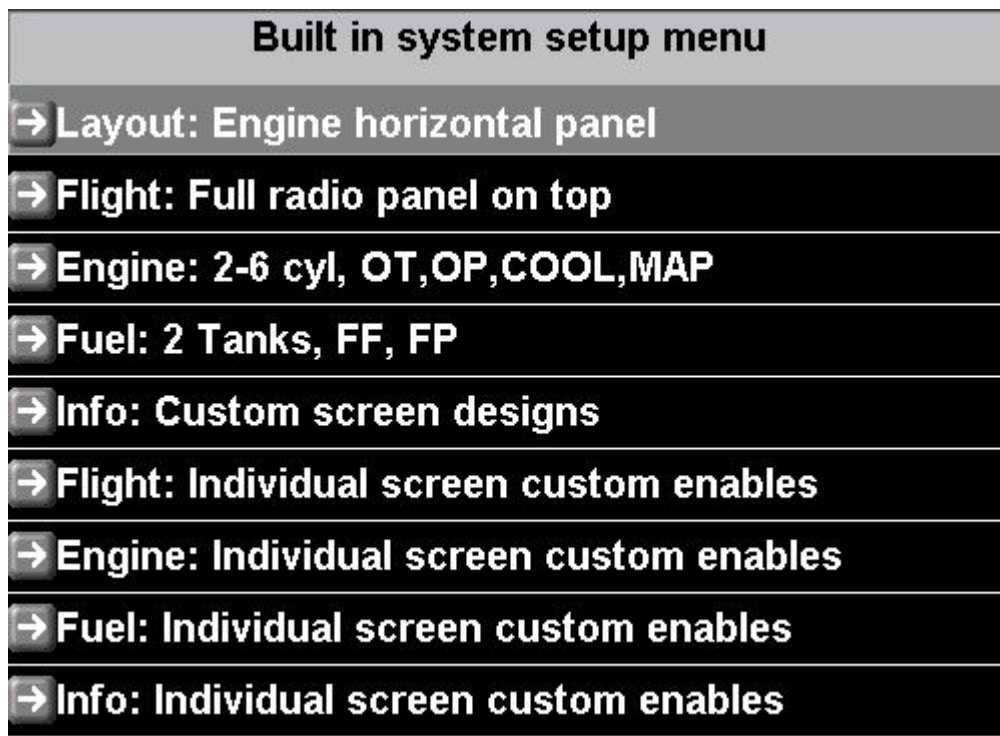 Built in system setup menu
Layout: Engine horizontal panel
Flight: Full radio panel on top
Engine: 2-6 cyl, OT,OP,COOL,MAP
Fuel: 2 Tanks, FF, FP
Info: Custom screen designs
Flight: Individual screen custom enables
Engine: Individual screen custom enables
Fuel: Individual screen custom enables
Info: Individual screen custom enables